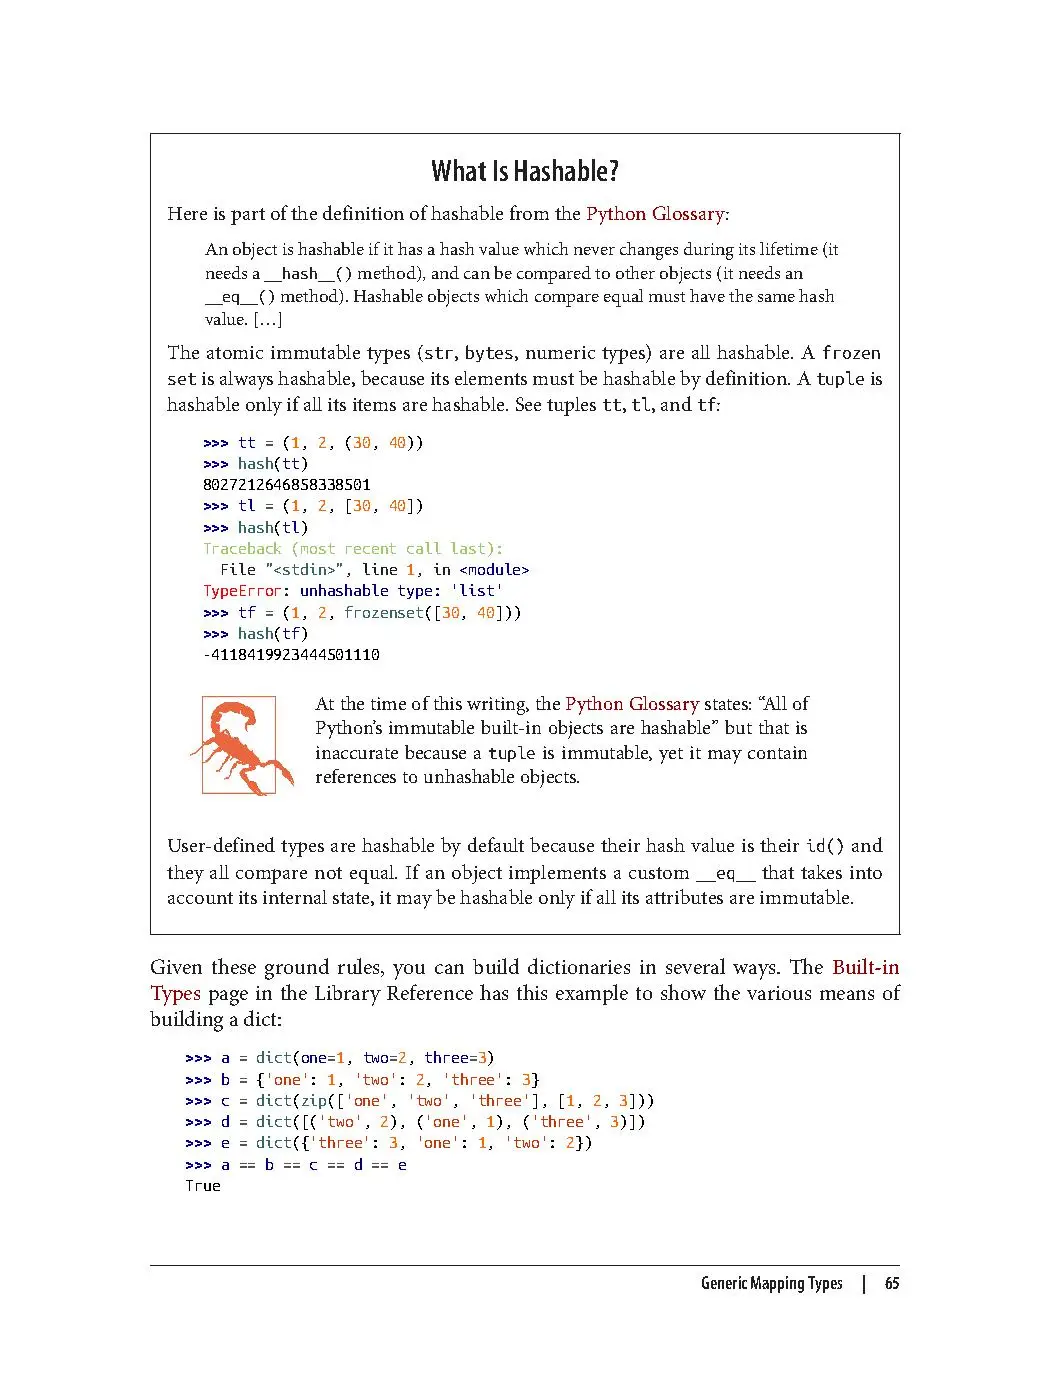 What Is Hashable?
Here is part of the definition of hashable from the Python Glossary:
An object is hashable if it has a hash value which never changes during its lifetime (it
needs a __hash__() method), and can be compared to other objects (it needs an
__eq__() method). Hashable objects which compare equal must have the same hash
value. […]
The atomic immutable types (str, bytes, numeric types) are all hashable. A frozen
set is always hashable, because its elements must be hashable by definition. A tuple is
hashable only if all its items are hashable. See tuples tt, tl, and tf:
>>> tt = (1, 2, (30, 40))
>>> hash(tt)
8027212646858338501
>>> tl = (1, 2, [30, 40])
>>> hash(tl)
Traceback (most recent call last):
  File "<stdin>", line 1, in <module>
TypeError: unhashable type: 'list'
>>> tf = (1, 2, frozenset([30, 40]))
>>> hash(tf)
-4118419923444501110
At the time of this writing, the Python Glossary states: “All of
Python’s immutable built-in objects are hashable” but that is
inaccurate because a tuple is immutable, yet it may contain
references to unhashable objects.
User-defined types are hashable by default because their hash value is their id() and
they all compare not equal. If an object implements a custom __eq__ that takes into
account its internal state, it may be hashable only if all its attributes are immutable.
Given these ground rules, you can build dictionaries in several ways. The Built-in
Types page in the Library Reference has this example to show the various means of
building a dict:
>>> a = dict(one=1, two=2, three=3)
>>> b = {'one': 1, 'two': 2, 'three': 3}
>>> c = dict(zip(['one', 'two', 'three'], [1, 2, 3]))
>>> d = dict([('two', 2), ('one', 1), ('three', 3)])
>>> e = dict({'three': 3, 'one': 1, 'two': 2})
>>> a == b == c == d == e
True
Generic Mapping Types | 65